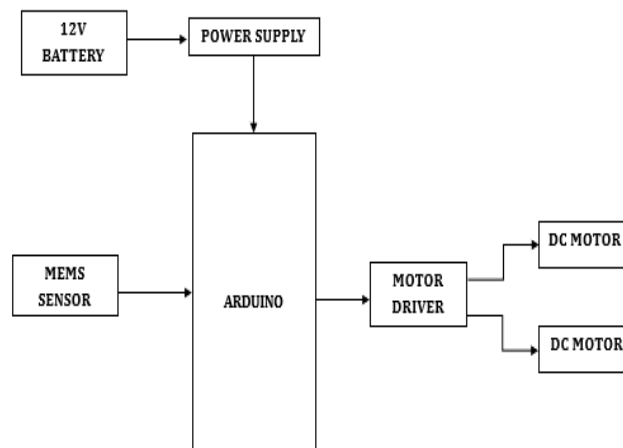 12V
BATTERY
POWER SUPPLY
MEMS
SENSOR
ARDUINO
MOTOR
DRIVER
DC MOTOR
DC MOTOR